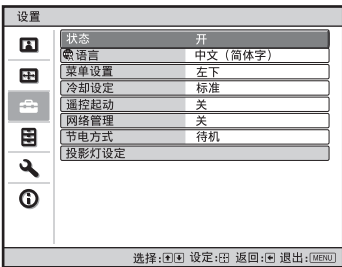 设置
状态 开
语言 中文（简体字）
菜单设置 左下
冷却设定 标准
遥控起动 关
网络管理 关
节电方式 待机
投影灯设定
选择: 设定: 返回: 退出:MENU